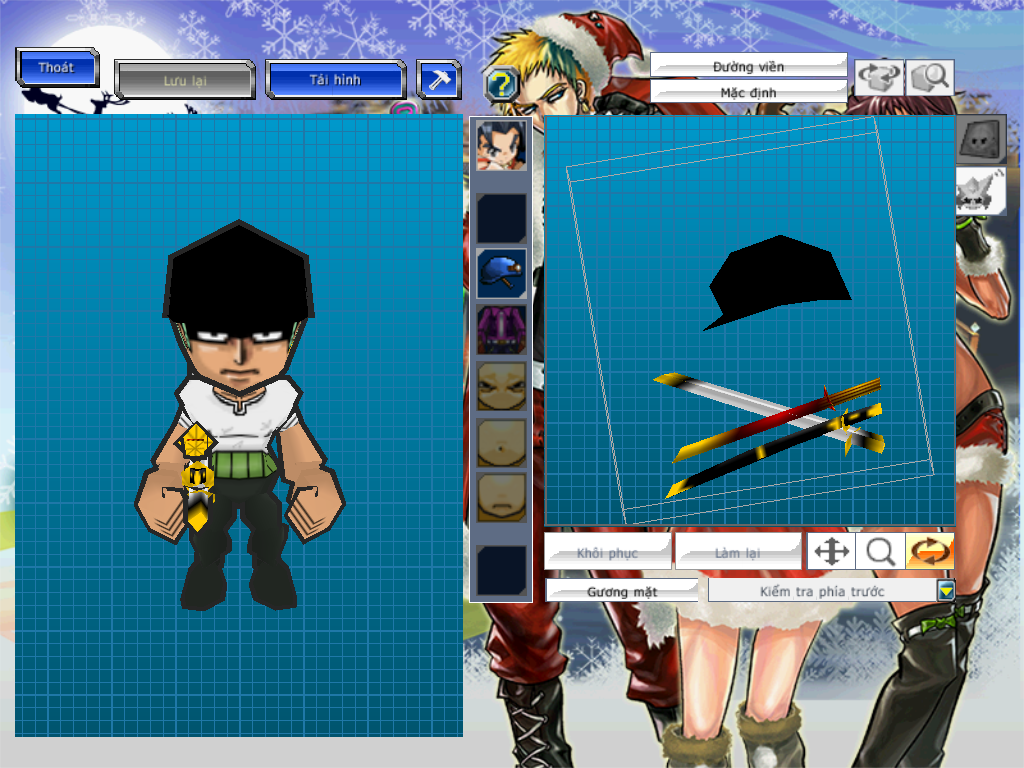 Thoát
Lưu lại
Tải hình
?
Đường viền
Mặc định
Khôi phục
Làm lại
Gương mặt
Kiểm tra phía trước